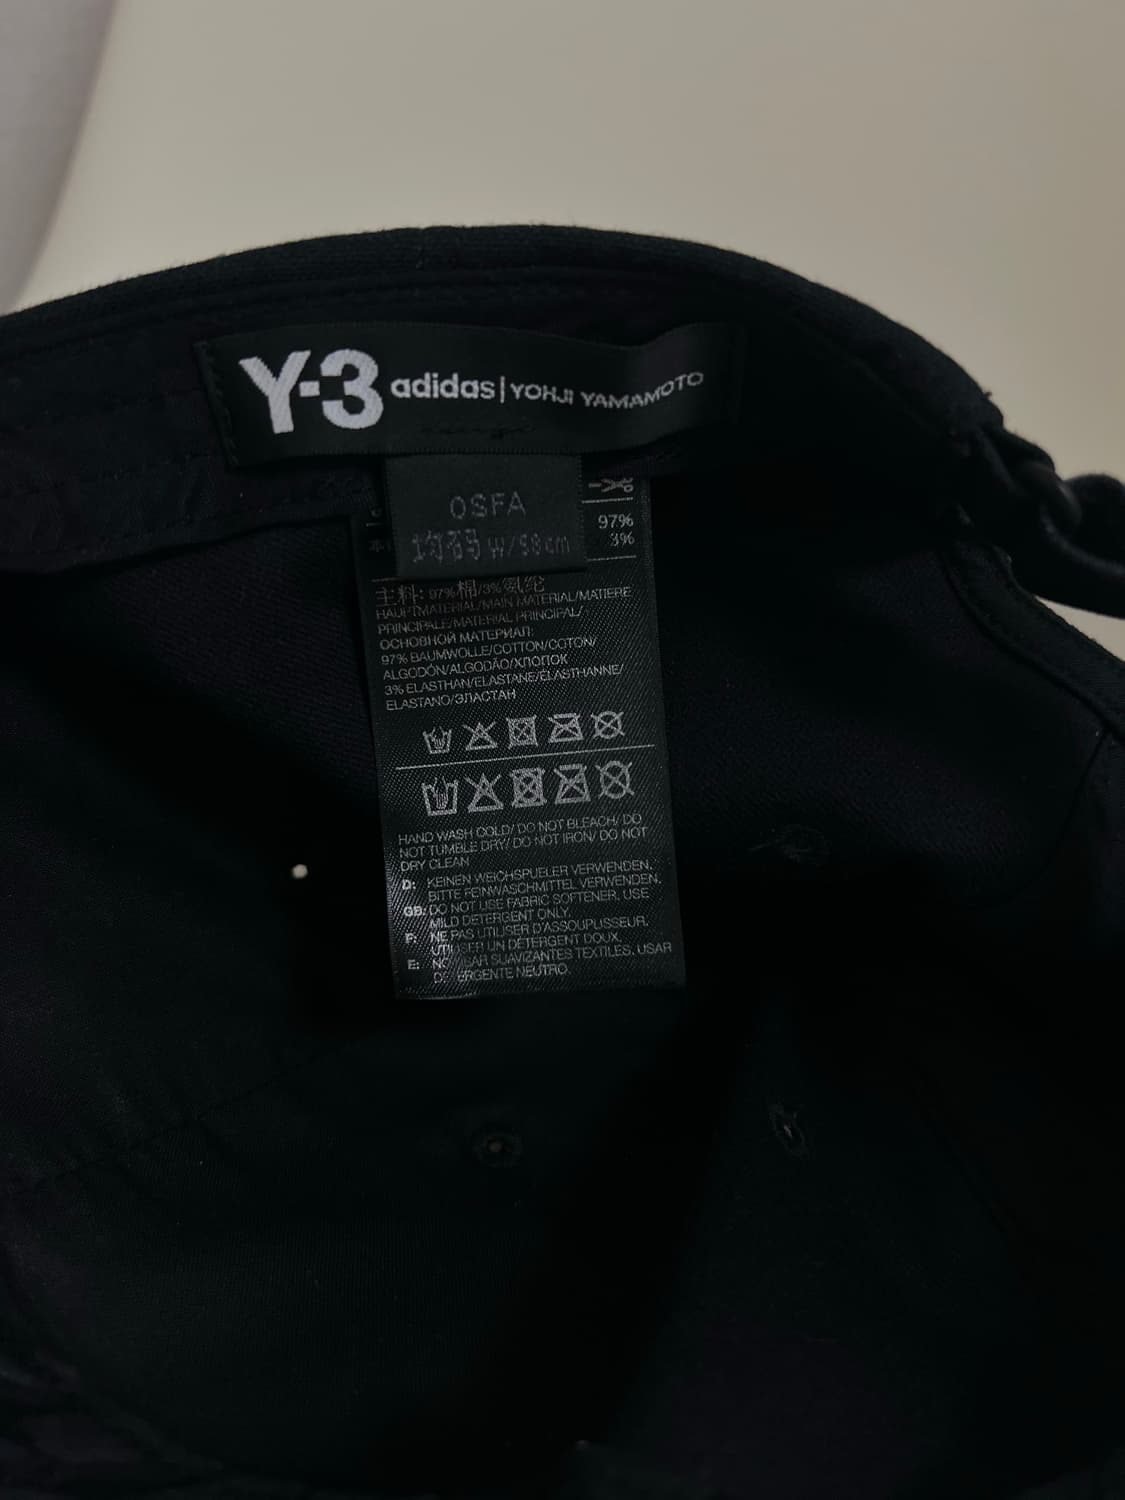 Y-3 adidas | YOHJI YAMAMOTO
OSFA
均码 W/58cm
97%
3%
主料: 97%棉/3%氨纶
HAUPTMATERIAL/MAIN MATERIAL/MATIERE
PRINCIPALE/MATERIAL PRINCIPAL/
ОСНОВНОЙ МАТЕРИАЛ:
97% BAUMWOLLE/COTTON/COTON/
ALGODÓN/ALGODÃO/ХЛОПОК
3% ELASTHAN/ELASTANE/ÉLASTHANNE/
ELASTANO/ЭЛАСТАН
HAND WASH COLD/ DO NOT BLEACH/ DO
NOT TUMBLE DRY/ DO NOT IRON/ DO NOT
DRY CLEAN
D: KEINEN WEICHSPUELER VERWENDEN.
BITTE FEINWASCHMITTEL VERWENDEN.
GB: DO NOT USE FABRIC SOFTENER. USE
MILD DETERGENT ONLY.
F: NE PAS UTILISER D'ASSOUPLISSEUR.
UTILISER UN DETERGENT DOUX.
E: NO USAR SUAVIZANTES TEXTILES. USAR
DETERGENTE NEUTRO.